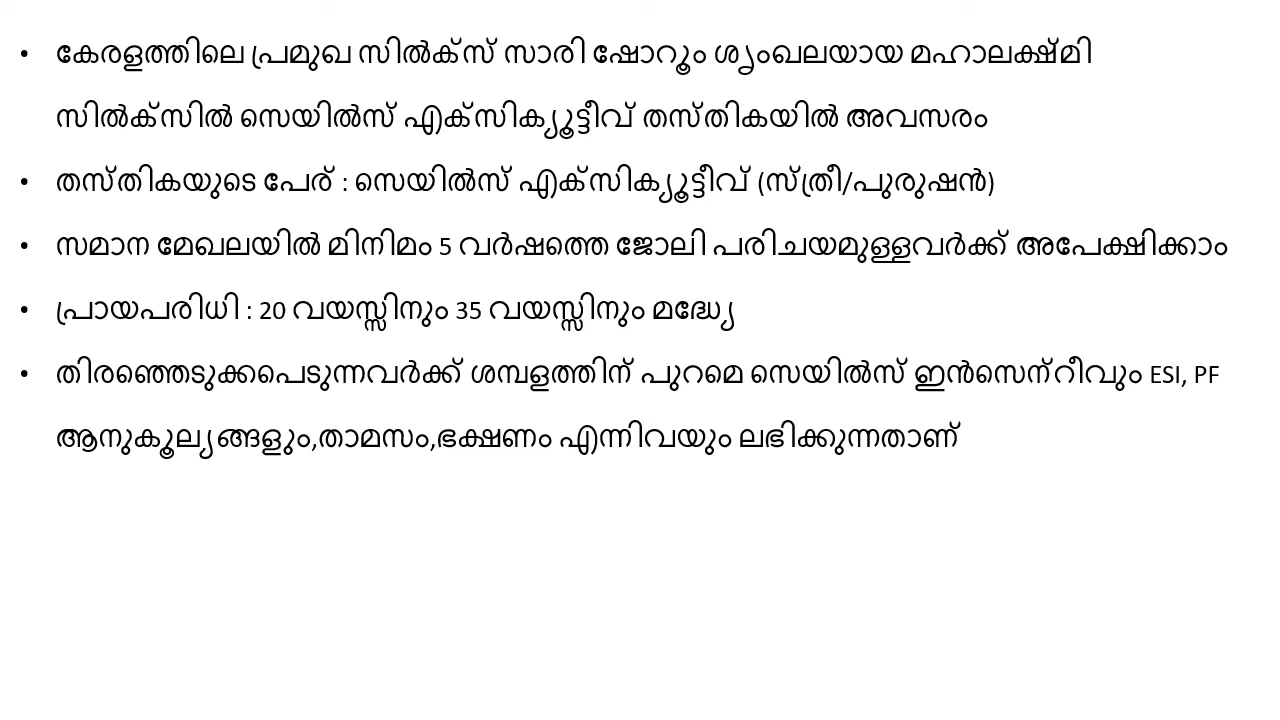 • കേരളത്തിലെ പ്രമുഖ സിൽക്സ് സാരി ഷോറൂം ശൃംഖലയായ മഹാലക്ഷ്മി
സിൽക്സിൽ സെയിൽസ് എക്സിക്യൂട്ടീവ് തസ്തികയിൽ അവസരം
• തസ്തികയുടെ പേര് : സെയിൽസ് എക്സിക്യൂട്ടീവ് (സ്ത്രീ/പുരുഷൻ)
• സമാന മേഖലയിൽ മിനിമം 5 വർഷത്തെ ജോലി പരിചയമുള്ളവർക്ക് അപേക്ഷിക്കാം
• പ്രായപരിധി : 20 വയസ്സിനും 35 വയസ്സിനും മദ്ധ്യേ
• തിരഞ്ഞെടുക്കപെടുന്നവർക്ക് ശമ്പളത്തിന് പുറമെ സെയിൽസ് ഇൻസെന്റീവും ESI, PF
ആനുകൂല്യങ്ങളും,താമസം,ഭക്ഷണം എന്നിവയും ലഭിക്കുന്നതാണ്